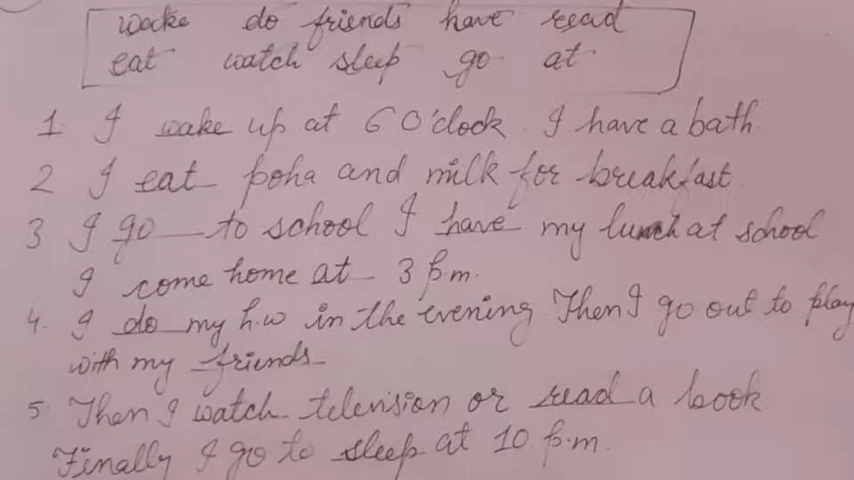 wake do friends have read
eat watch sleep go at
1 I wake up at 6 O'clock I have a bath
2 I eat poha and milk for breakfast
3 I go to school I have my lunch at school
I come home at 3 p.m.
4. I do my h.w in the evening Then I go out to play
with my friends
5 Then I watch television or read a book
Finally I go to sleep at 10 p.m.